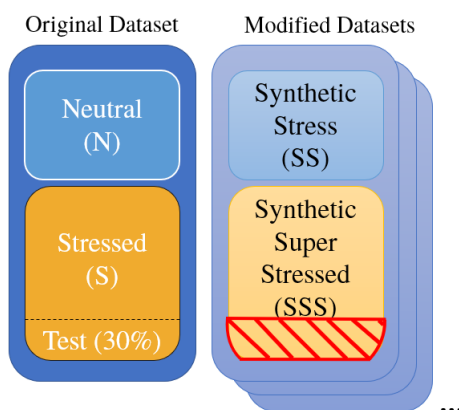 Original Dataset
Modified Datasets
Neutral
(N)
Stressed
(S)
Test (30%)
Synthetic
Stress
(SS)
Synthetic
Super
Stressed
(SSS)
...